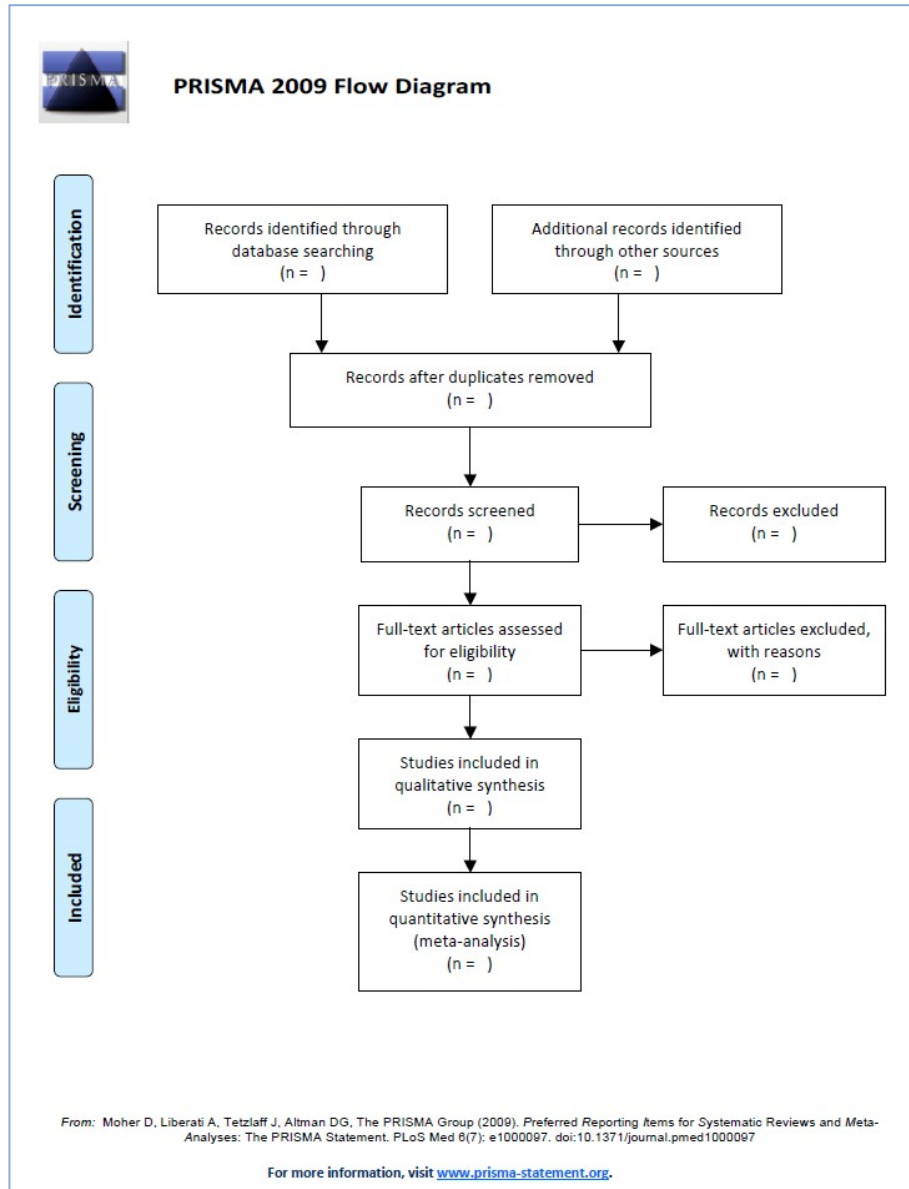 PRISMA
PRISMA 2009 Flow Diagram
Identification
Records identified through
database searching
(n =   )
Additional records identified
through other sources
(n =   )
Records after duplicates removed
(n =   )
Screening
Records screened
(n =   )
Records excluded
(n =   )
Eligibility
Full-text articles assessed
for eligibility
(n =   )
Full-text articles excluded,
with reasons
(n =   )
Studies included in
qualitative synthesis
(n =   )
Included
Studies included in
quantitative synthesis
(meta-analysis)
(n =   )
From: Moher D, Liberati A, Tetzlaff J, Altman DG, The PRISMA Group (2009). Preferred Reporting Items for Systematic Reviews and Meta-
Analyses: The PRISMA Statement. PLoS Med 6(7): e1000097. doi:10.1371/journal.pmed1000097
For more information, visit www.prisma-statement.org.